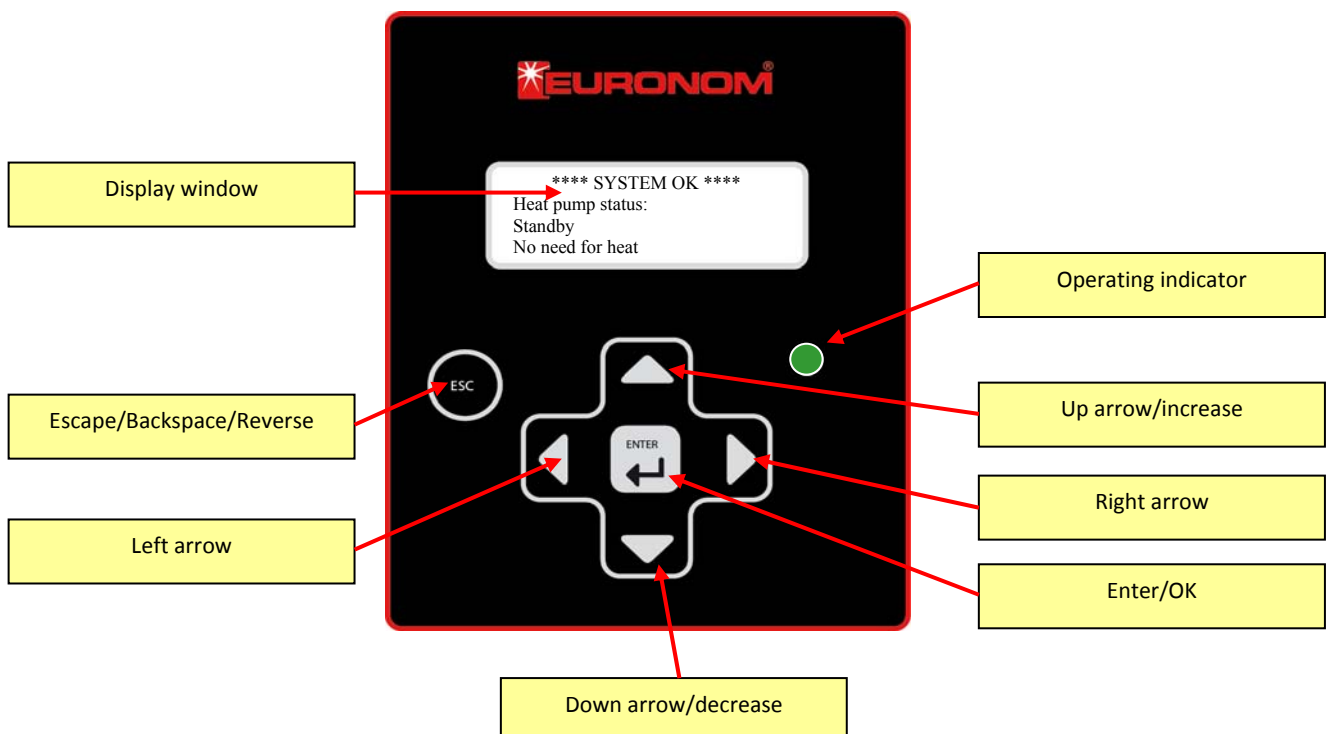 EURONOM®
Display window
**** SYSTEM OK ****
Heat pump status:
Standby
No need for heat
Operating indicator
ESC
Escape/Backspace/Reverse
Up arrow/increase
ENTER
Right arrow
Left arrow
Enter/OK
Down arrow/decrease